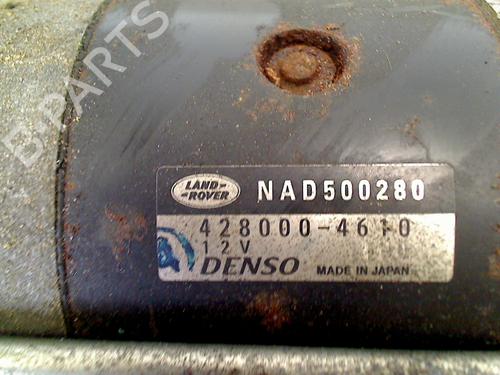 B-PARTS
LAND-
-ROVER
NAD500280
428000-4610
12V
DENSO MADE IN JAPAN